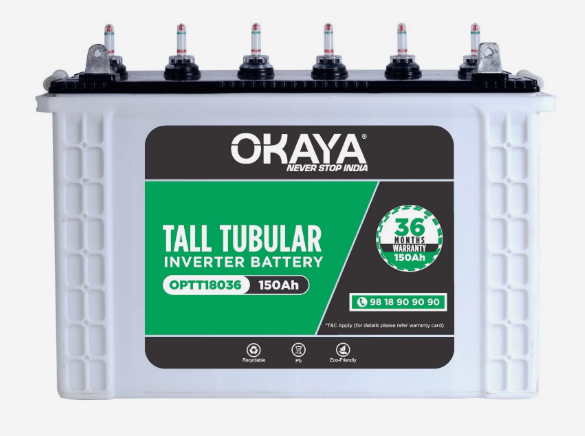 OKAYA®
NEVER STOP INDIA
TALL TUBULAR
INVERTER BATTERY
OPTT18036 150Ah
36
MONTHS
WARRANTY
150Ah
98 18 90 90 90
*T&C Apply (for details please refer warranty card)
Recyclable Pb Eco-Friendly